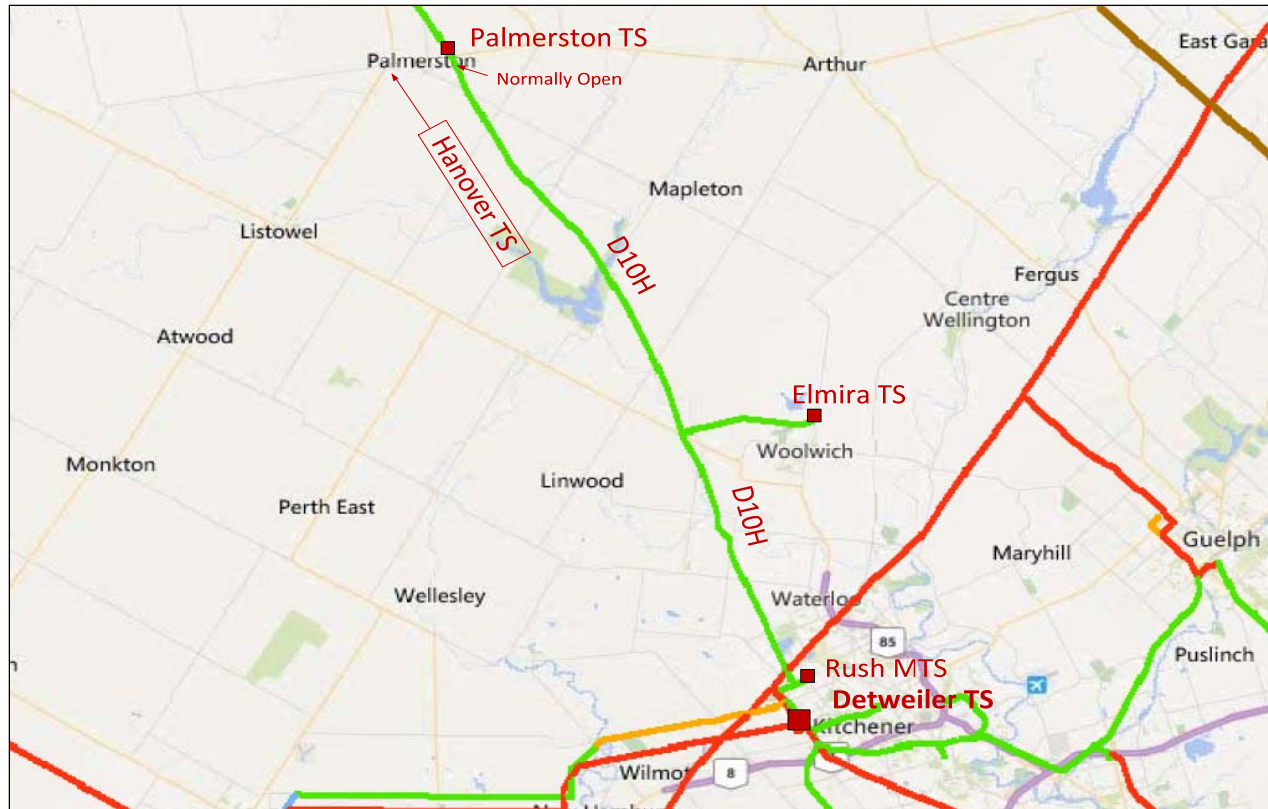 Palmerston TS
East Gara
Palmerston
Arthur
Normally Open
Hanover TS
Mapleton
Listowel
D10H
Fergus
Centre
Wellington
Atwood
Elmira TS
Woolwich
Monkton
Linwood
Perth East
D10H
Guelph
Maryhill
Wellesley
Waterloo
85
Puslinch
Rush MTS
Detweiler TS
Kitchener
Wilmot
8